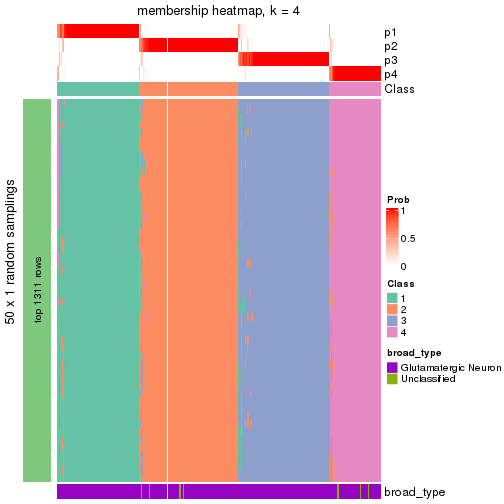 membership heatmap, k = 4
p1
p2
p3
p4
Class
50 x 1 random samplings
top 1311 rows
Prob
1
0.5
0
Class
1
2
3
4
broad_type
Glutamatergic Neuron
Unclassified
broad_type